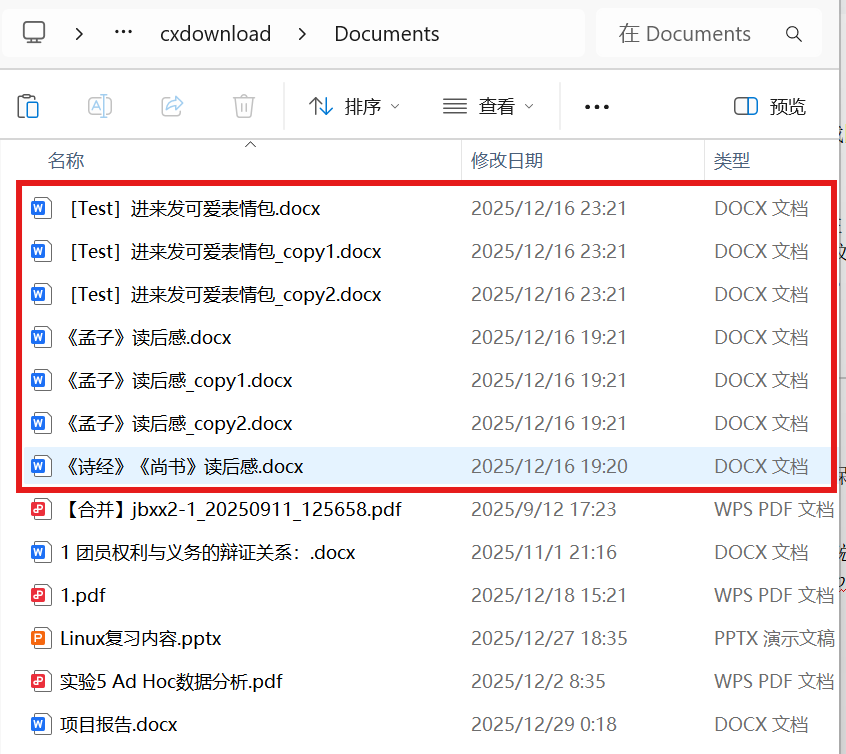 cxdownload Documents 在 Documents
排序 查看 预览
名称 修改日期 类型
[Test] 进来发可爱表情包.docx 2025/12/16 23:21 DOCX 文档
[Test] 进来发可爱表情包_copy1.docx 2025/12/16 23:21 DOCX 文档
[Test] 进来发可爱表情包_copy2.docx 2025/12/16 23:21 DOCX 文档
《孟子》读后感.docx 2025/12/16 19:21 DOCX 文档
《孟子》读后感_copy1.docx 2025/12/16 19:21 DOCX 文档
《孟子》读后感_copy2.docx 2025/12/16 19:21 DOCX 文档
《诗经》《尚书》读后感.docx 2025/12/16 19:20 DOCX 文档
【合并】jbxx2-1_20250911_125658.pdf 2025/9/12 17:23 WPS PDF 文档
1 团员权利与义务的辩证关系：.docx 2025/11/1 21:16 DOCX 文档
1.pdf 2025/12/18 15:21 WPS PDF 文档
Linux复习内容.pptx 2025/12/27 18:35 PPTX 演示文稿
实验5 Ad Hoc数据分析.pdf 2025/12/2 8:35 WPS PDF 文档
项目报告.docx 2025/12/29 0:18 DOCX 文档